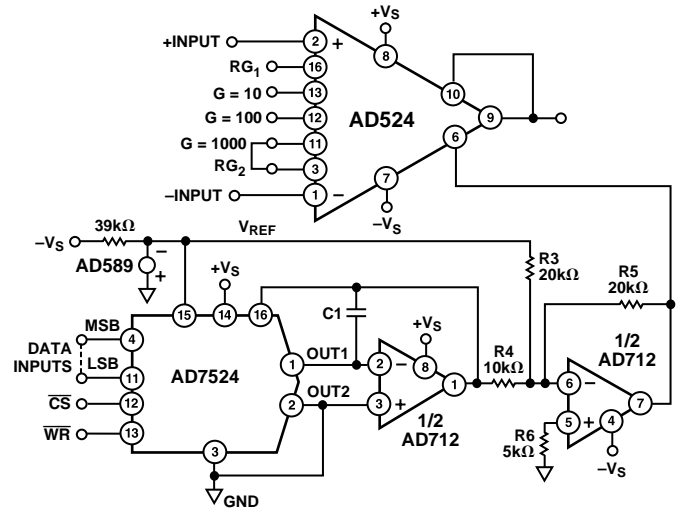 +VS
+INPUT
2
+
8
RG1
16
G = 10
13
10
G = 100
12
AD524
9
G = 1000
11
6
RG2
3
7
–INPUT
1
–
–VS
39kΩ
VREF
–VS
–
AD589
+
+VS
R3
20kΩ
R5
20kΩ
15
14
16
C1
MSB
4
+VS
1/2
AD712
DATA
INPUTS
LSB
11
AD7524
1
OUT1
2
–
8
1
R4
10kΩ
6
–
CS
12
2
OUT2
3
+
7
WR
13
1/2
AD712
5
+
4
R6
5kΩ
3
–VS
GND